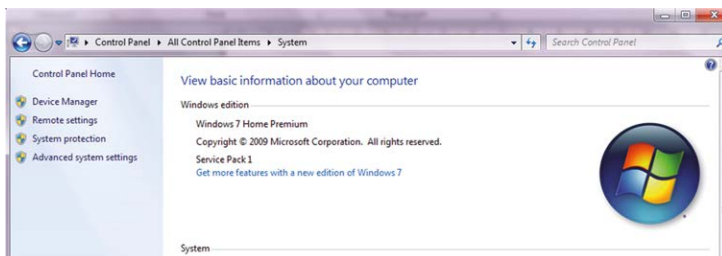 Control Panel ▸ All Control Panel Items ▸ System
Search Control Panel
Control Panel Home
Device Manager
Remote settings
System protection
Advanced system settings
View basic information about your computer
Windows edition
Windows 7 Home Premium
Copyright © 2009 Microsoft Corporation. All rights reserved.
Service Pack 1
Get more features with a new edition of Windows 7
System